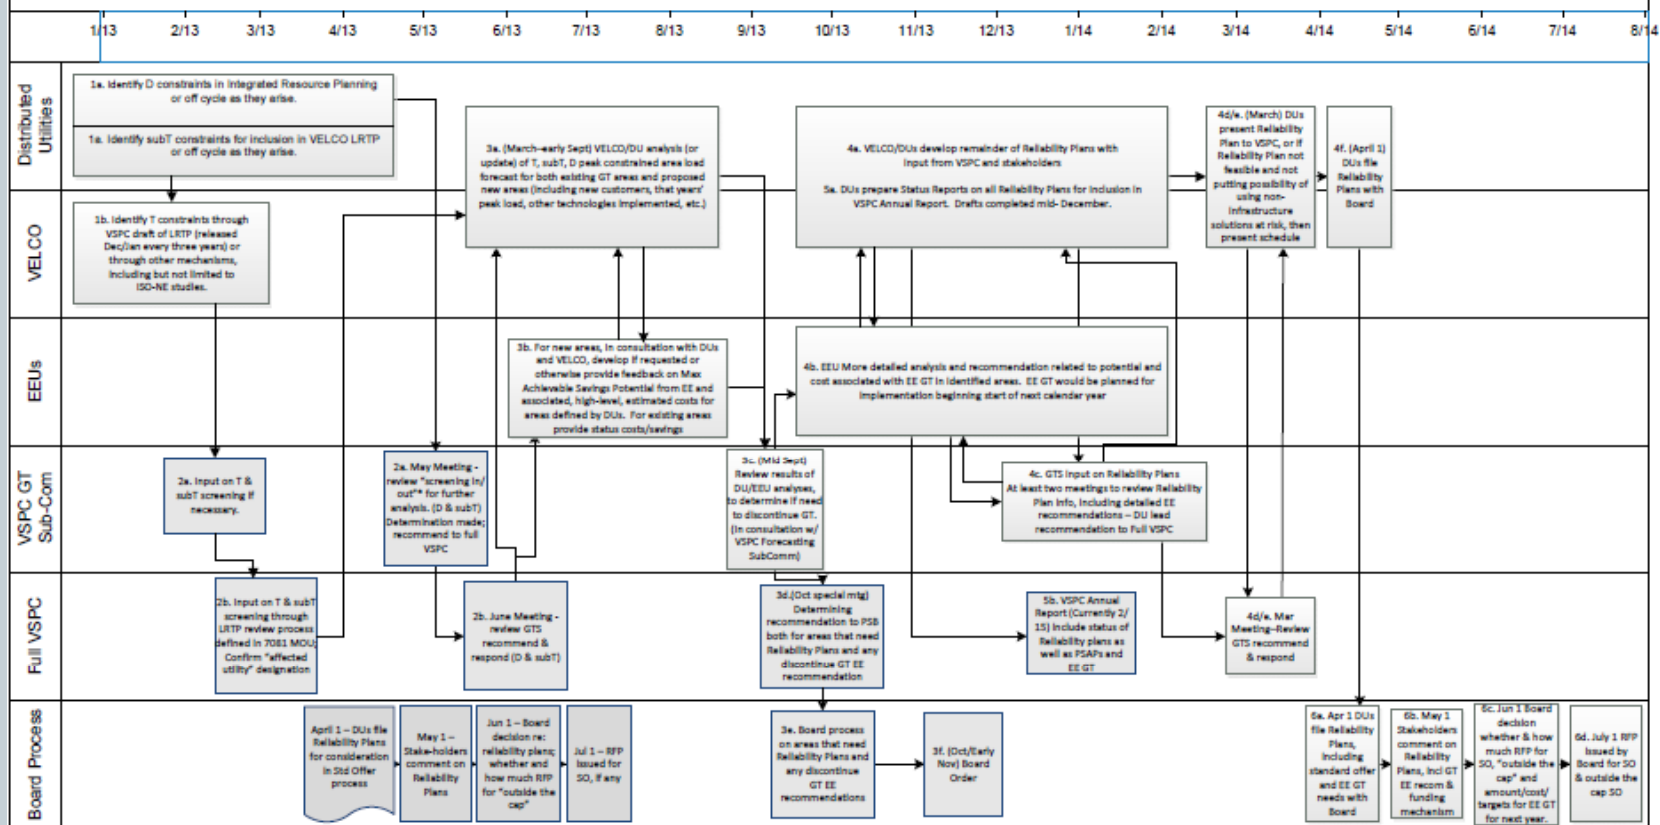 1/13 2/13 3/13 4/13 5/13 6/13 7/13 8/13 9/13 10/13 11/13 12/13 1/14 2/14 3/14 4/14 5/14 6/14 7/14 8/14
Distributed
Utilities
1a. Identify D constraints in Integrated Resource Planning
or off cycle as they arise.
1a. Identify subT constraints for inclusion in VELCO LRTP
or off cycle as they arise.
3a. (March–early Sept) VELCO/DU analysis (or
update) of T, subT, D peak constrained area load
forecast for both existing GT areas and proposed
new areas (including new customers, that years'
peak load, other technologies implemented, etc.)
4a. VELCO/DUs develop remainder of Reliability Plans with
input from VSPC and stakeholders
5a. DUs prepare Status Reports on all Reliability Plans for inclusion in
VSPC Annual Report. Drafts completed mid- December.
4d/e. (March) DUs
present Reliability
Plan to VSPC, or if
Reliability Plan not
feasible and not
putting possibility of
using non-
infrastructure
solutions at risk, then
present schedule
4f. (April 1)
DUs file
Reliability
Plans with
Board
VELCO
1b. Identify T constraints through
VSPC draft of LRTP (released
Dec/Jan every three years) or
through other mechanisms,
including but not limited to
ISO-NE studies.
EEUs
3b. For new areas, in consultation with DUs
and VELCO, develop if requested or
otherwise provide feedback on Max
Achievable Savings Potential from EE and
associated, high-level, estimated costs for
areas defined by DUs. For existing areas
provide status costs/savings
4b. EEU More detailed analysis and recommendation related to potential and
cost associated with EE GT in identified areas. EE GT would be planned for
implementation beginning start of next calendar year
VSPC GT
Sub-Com
2a. Input on T &
subT screening if
necessary.
2a. May Meeting -
review "screening in/
out"* for further
analysis. (D & subT)
Determination made;
recommend to full
VSPC
3c. (Mid Sept)
Review results of
DU/EEU analyses,
to determine if need
to discontinue GT.
(in consultation w/
VSPC Forecasting
SubComm)
4c. GTS Input on Reliability Plans
At least two meetings to review Reliability
Plan info, including detailed EE
recommendations – DU lead
recommendation to Full VSPC
Full VSPC
2b. Input on T & subT
screening through
LRTP review process
defined in 7081 MOU;
Confirm "affected
utility" designation
2b. June Meeting -
review GTS
recommend &
respond (D & subT)
3d.(Oct special mtg)
Determining
recommendation to PSB
both for areas that need
Reliability Plans and any
discontinue GT EE
recommendation
5b. VSPC Annual
Report (Currently 2/
15) Include status of
Reliability plans as
well as PSAPs and
EE GT
4d/e. Mar
Meeting–Review
GTS recommend
& respond
Board Process
April 1 – DUs file
Reliability Plans
for consideration
in Std Offer
process
May 1 –
Stake-holders
comment on
Reliability
Plans
Jun 1 – Board
decision re:
reliability plans;
whether and
how much RFP
for "outside the
cap"
Jul 1 – RFP
issued for
SO, if any
3e. Board process
on areas that need
Reliability Plans and
any discontinue
GT EE
recommendations
3f. (Oct/Early
Nov) Board
Order
6a. Apr 1 DUs
file Reliability
Plans,
including
standard offer
and EE GT
needs with
Board
6b. May 1
Stakeholders
comment on
Reliability
Plans, incl GT
EE recom &
funding
mechanism
6c. Jun 1 Board
decision
whether & how
much RFP for
SO, "outside the
cap" and
amount/cost/
targets for EE GT
for next year.
6d. July 1 RFP
issued by
Board for SO
& outside the
cap SO